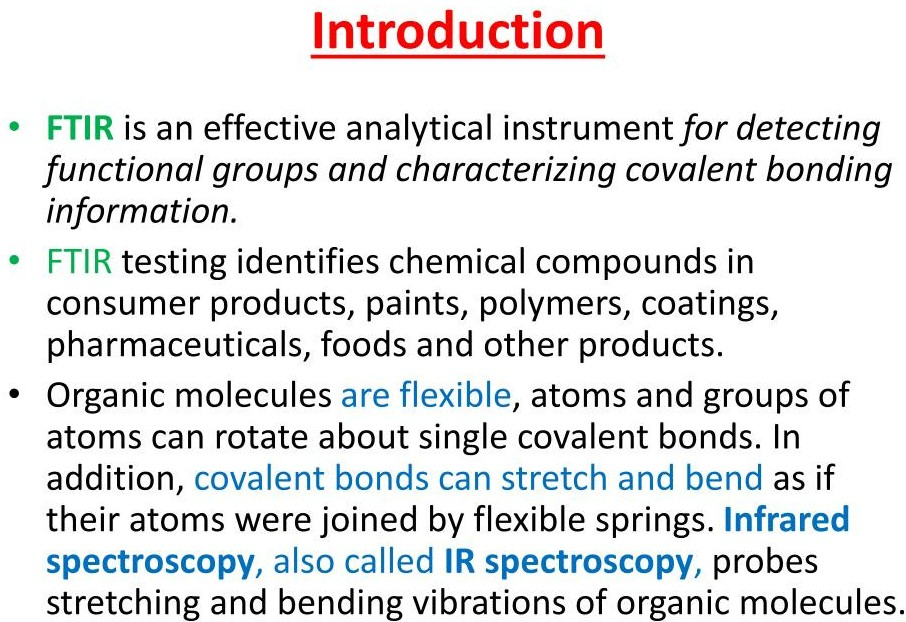 Introduction
• FTIR is an effective analytical instrument for detecting
functional groups and characterizing covalent bonding
information.
• FTIR testing identifies chemical compounds in
consumer products, paints, polymers, coatings,
pharmaceuticals, foods and other products.
• Organic molecules are flexible, atoms and groups of
atoms can rotate about single covalent bonds. In
addition, covalent bonds can stretch and bend as if
their atoms were joined by flexible springs. Infrared
spectroscopy, also called IR spectroscopy, probes
stretching and bending vibrations of organic molecules.